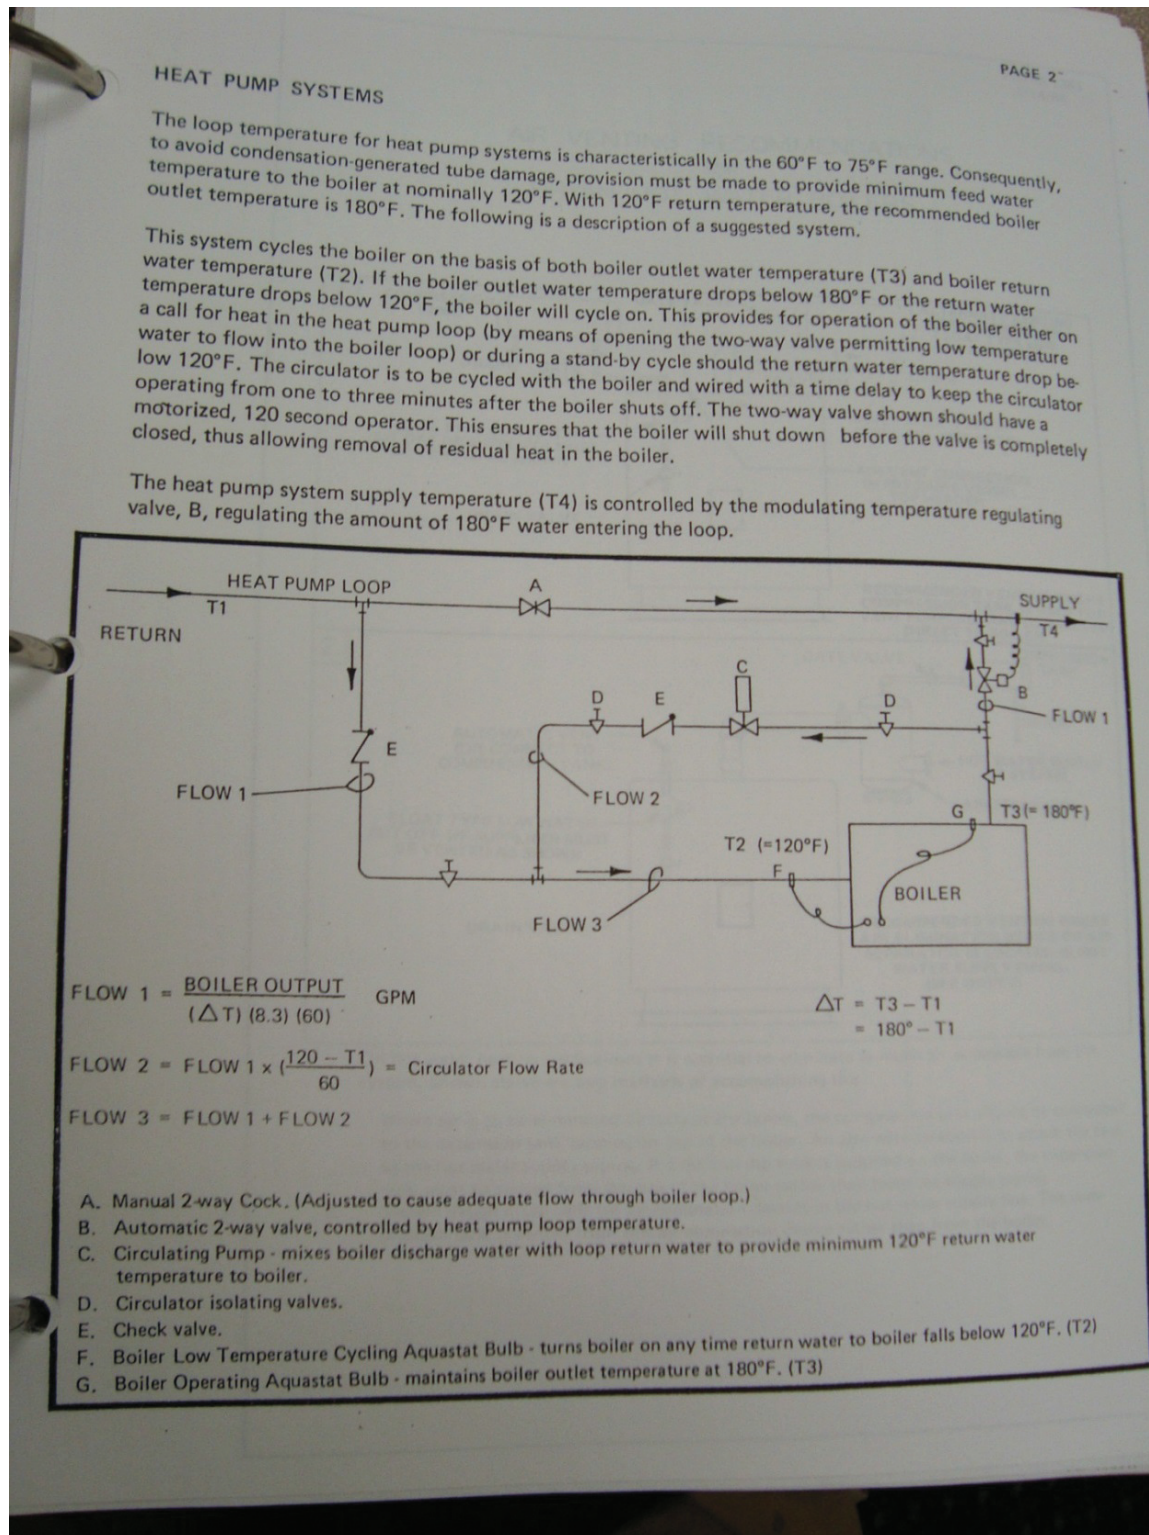 PAGE 2
HEAT PUMP SYSTEMS
The loop temperature for heat pump systems is characteristically in the 60°F to 75°F range. Consequently,
to avoid condensation-generated tube damage, provision must be made to provide minimum feed water
temperature to the boiler at nominally 120°F. With 120°F return temperature, the recommended boiler
outlet temperature is 180°F. The following is a description of a suggested system.
This system cycles the boiler on the basis of both boiler outlet water temperature (T3) and boiler return
water temperature (T2). If the boiler outlet water temperature drops below 180°F or the return water
temperature drops below 120°F, the boiler will cycle on. This provides for operation of the boiler either on
a call for heat in the heat pump loop (by means of opening the two-way valve permitting low temperature
water to flow into the boiler loop) or during a stand-by cycle should the return water temperature drop be-
low 120°F. The circulator is to be cycled with the boiler and wired with a time delay to keep the circulator
operating from one to three minutes after the boiler shuts off. The two-way valve shown should have a
motorized, 120 second operator. This ensures that the boiler will shut down before the valve is completely
closed, thus allowing removal of residual heat in the boiler.
The heat pump system supply temperature (T4) is controlled by the modulating temperature regulating
valve, B, regulating the amount of 180°F water entering the loop.
HEAT PUMP LOOP
A
SUPPLY
T1
T4
RETURN
C
B
D
E
D
FLOW 1
E
FLOW 1
FLOW 2
G
T3 (= 180°F)
T2 (=120°F)
F
BOILER
FLOW 3
FLOW 1 = BOILER OUTPUT GPM
(△T) (8.3) (60)
△T = T3 – T1
= 180° – T1
FLOW 2 = FLOW 1 x (120 – T1) = Circulator Flow Rate
60
FLOW 3 = FLOW 1 + FLOW 2
A. Manual 2-way Cock. (Adjusted to cause adequate flow through boiler loop.)
B. Automatic 2-way valve, controlled by heat pump loop temperature.
C. Circulating Pump - mixes boiler discharge water with loop return water to provide minimum 120°F return water
temperature to boiler.
D. Circulator isolating valves.
E. Check valve.
F. Boiler Low Temperature Cycling Aquastat Bulb - turns boiler on any time return water to boiler falls below 120°F. (T2)
G. Boiler Operating Aquastat Bulb - maintains boiler outlet temperature at 180°F. (T3)